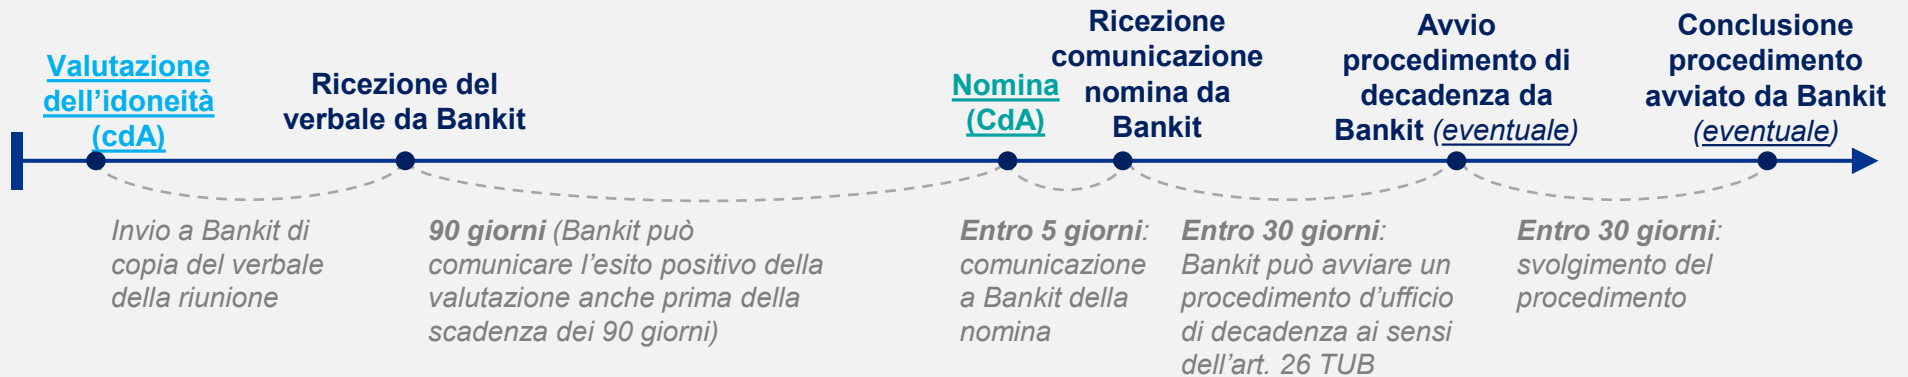 Valutazione
dell'idoneità
(cdA)
Ricezione del
verbale da Bankit
Nomina
(CdA)
Ricezione
comunicazione
nomina da
Bankit
Avvio
procedimento di
decadenza da
Bankit (eventuale)
Conclusione
procedimento
avviato da Bankit
(eventuale)
Invio a Bankit di
copia del verbale
della riunione
90 giorni (Bankit può
comunicare l'esito positivo della
valutazione anche prima della
scadenza dei 90 giorni)
Entro 5 giorni:
comunicazione
a Bankit della
nomina
Entro 30 giorni:
Bankit può avviare un
procedimento d'ufficio
di decadenza ai sensi
dell'art. 26 TUB
Entro 30 giorni:
svolgimento del
procedimento